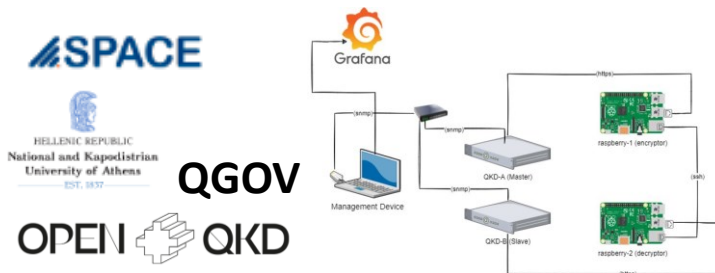 SPACE
HELLENIC REPUBLIC
National and Kapodistrian
University of Athens
EST. 1837
QGOV
OPEN QKD
Grafana
(snmp)
Management Device
(snmp)
(snmp)
QKD-A (Master)
QKD-B (Slave)
(https)
raspberry-1 (encryptor)
(ssh)
raspberry-2 (decryptor)
(https)